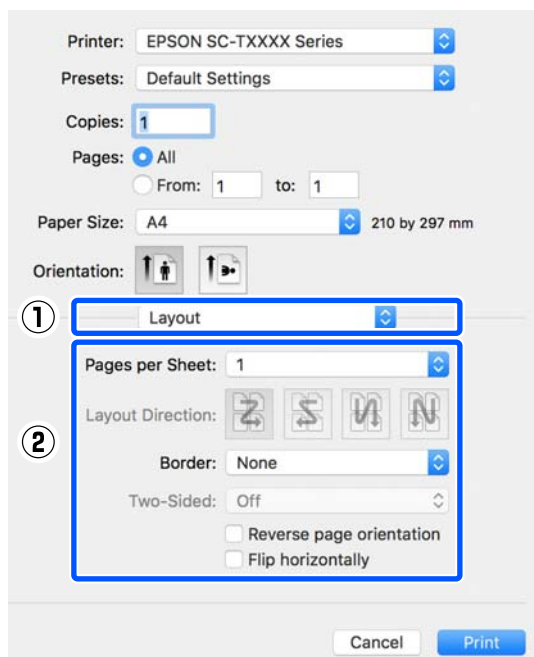 Printer: EPSON SC-TXXXX Series
Presets: Default Settings
Copies: 1
Pages: All
From: 1 to: 1
Paper Size: A4 210 by 297 mm
Orientation:
① Layout
Pages per Sheet: 1
Layout Direction:
②
Border: None
Two-Sided: Off
Reverse page orientation
Flip horizontally
Cancel Print